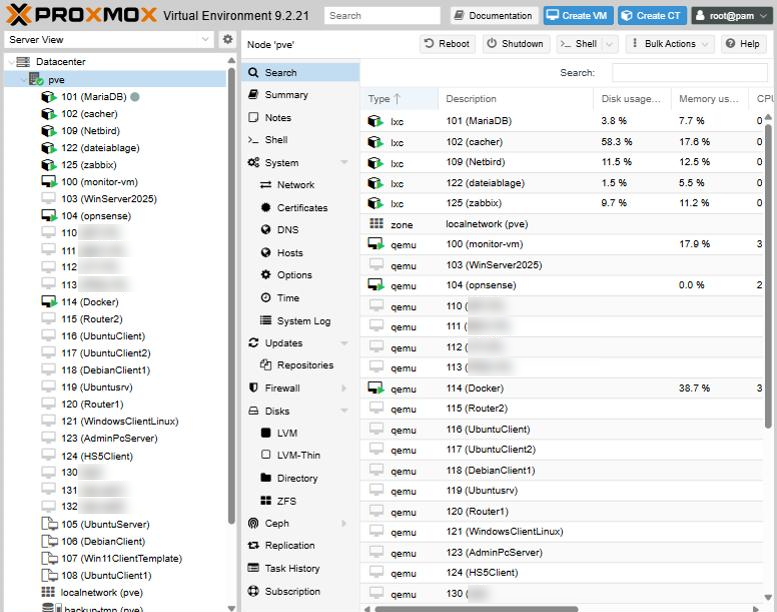 PROXMOX Virtual Environment 9.2.21 Search Documentation Create VM Create CT root@pam
Server View
Datacenter
pve
101 (MariaDB)
102 (cacher)
109 (Netbird)
122 (dateiablage)
125 (zabbix)
100 (monitor-vm)
103 (WinServer2025)
104 (opnsense)
110
111
112
113
114 (Docker)
115 (Router2)
116 (UbuntuClient)
117 (UbuntuClient2)
118 (DebianClient1)
119 (Ubuntusrv)
120 (Router1)
121 (WindowsClientLinux)
123 (AdminPcServer)
124 (HS5Client)
130
131
132
105 (UbuntuServer)
106 (DebianClient)
107 (Win11ClientTemplate)
108 (UbuntuClient1)
localnetwork (pve)
backup-tmp (pve)
Node 'pve' Reboot Shutdown Shell Bulk Actions Help
Search
Summary
Notes
Shell
System
Network
Certificates
DNS
Hosts
Options
Time
System Log
Updates
Repositories
Firewall
Disks
LVM
LVM-Thin
Directory
ZFS
Ceph
Replication
Task History
Subscription
Search:
Type Description Disk usage... Memory us... CPU
lxc 101 (MariaDB) 3.8 % 7.7 % 0
lxc 102 (cacher) 58.3 % 17.6 % 0
lxc 109 (Netbird) 11.5 % 12.5 % 0
lxc 122 (dateiablage) 1.5 % 5.5 % 0
lxc 125 (zabbix) 9.7 % 11.2 % 0
zone localnetwork (pve)
qemu 100 (monitor-vm) 17.9 % 3
qemu 103 (WinServer2025)
qemu 104 (opnsense) 0.0 % 2
qemu 110 (
qemu 111 (
qemu 112 (
qemu 113 (
qemu 114 (Docker) 38.7 % 3
qemu 115 (Router2)
qemu 116 (UbuntuClient)
qemu 117 (UbuntuClient2)
qemu 118 (DebianClient1)
qemu 119 (Ubuntusrv)
qemu 120 (Router1)
qemu 121 (WindowsClientLinux)
qemu 123 (AdminPcServer)
qemu 124 (HS5Client)
qemu 130 (